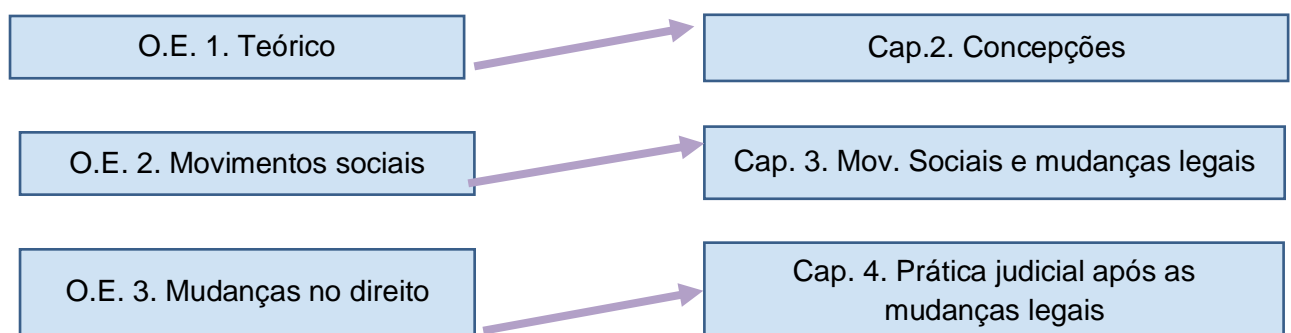 O.E. 1. Teórico
Cap.2. Concepções
O.E. 2. Movimentos sociais
Cap. 3. Mov. Sociais e mudanças legais
O.E. 3. Mudanças no direito
Cap. 4. Prática judicial após as
mudanças legais